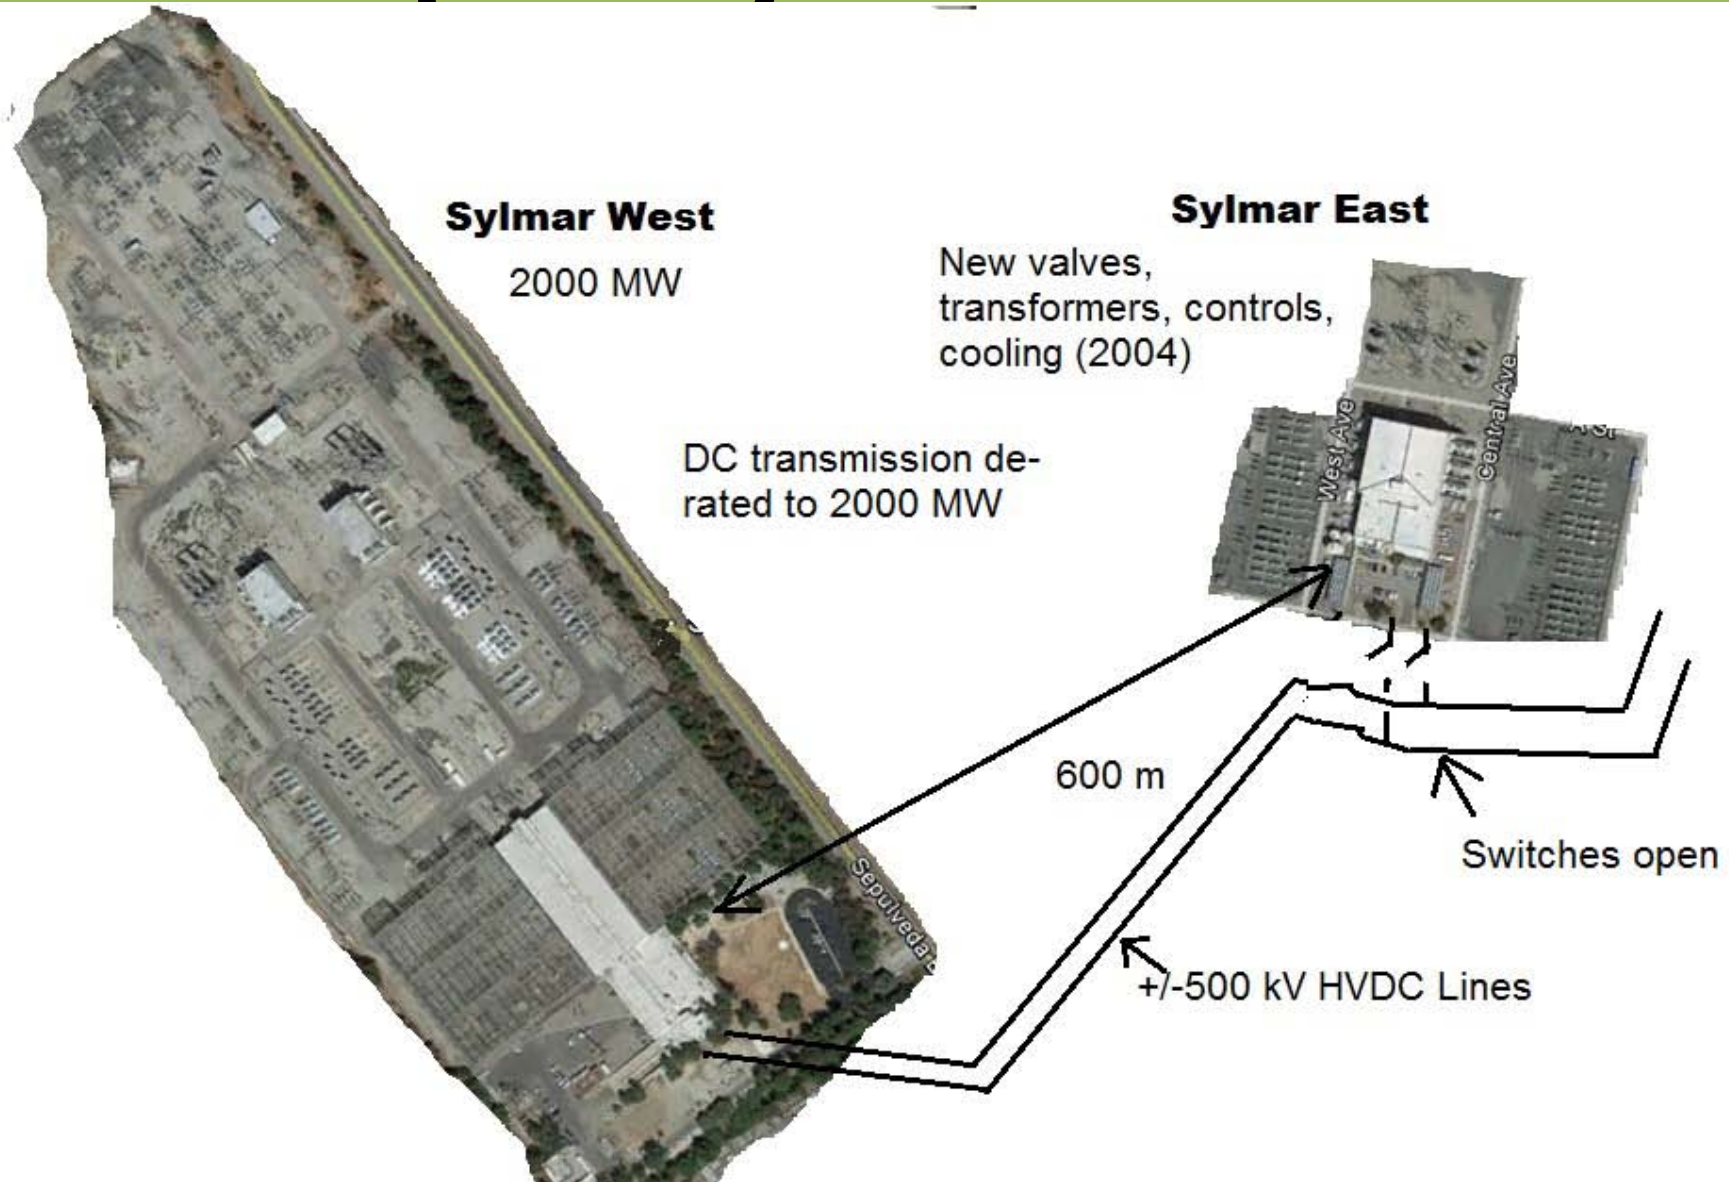 Sylmar West
2000 MW
Sylmar East
New valves,
transformers, controls,
cooling (2004)
DC transmission de-
rated to 2000 MW
West Ave
Central Ave
600 m
Switches open
Sepulveda
+/-500 kV HVDC Lines